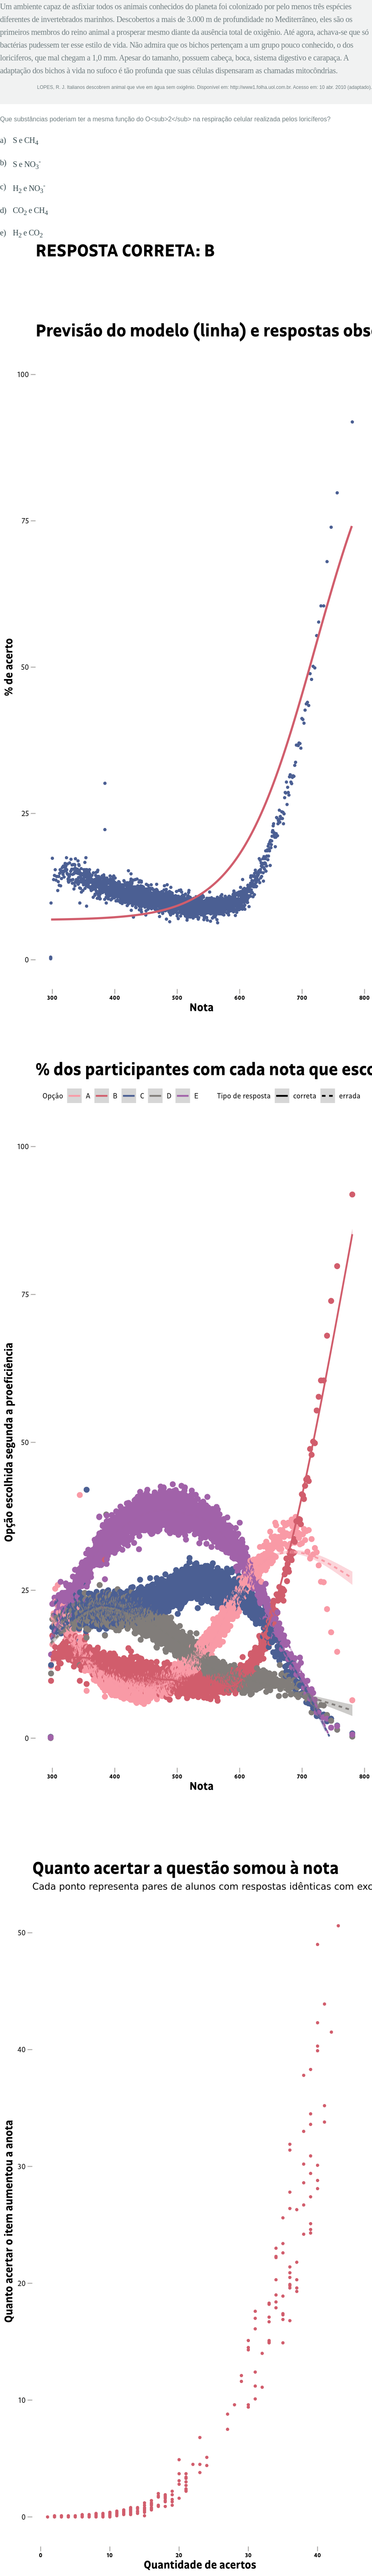 Um ambiente capaz de asfixiar todos os animais conhecidos do planeta foi colonizado por pelo menos três espécies
diferentes de invertebrados marinhos. Descobertos a mais de 3.000 m de profundidade no Mediterrâneo, eles são os
primeiros membros do reino animal a prosperar mesmo diante da ausência total de oxigênio. Até agora, achava-se que só
bactérias pudessem ter esse estilo de vida. Não admira que os bichos pertençam a um grupo pouco conhecido, o dos
loricíferos, que mal chegam a 1,0 mm. Apesar do tamanho, possuem cabeça, boca, sistema digestivo e carapaça. A
adaptação dos bichos à vida no sufoco é tão profunda que suas células dispensaram as chamadas mitocôndrias.
LOPES, R. J. Italianos descobrem animal que vive em água sem oxigênio. Disponível em: http://www1.folha.uol.com.br. Acesso em: 10 abr. 2010 (adaptado).
Que substâncias poderiam ter a mesma função do O<sub>2</sub> na respiração celular realizada pelos loricíferos?
a) S e CH4
b) S e NO3-
c) H2 e NO3-
d) CO2 e CH4
e) H2 e CO2
RESPOSTA CORRETA: B
Previsão do modelo (linha) e respostas obs
100
75
50
25
0
% de acerto
300 400 500 600 700 800
Nota
% dos participantes com cada nota que esco
Opção A B C D E Tipo de resposta correta errada
100
75
50
25
0
Opção escolhida segunda a proeficiência
300 400 500 600 700 800
Nota
Quanto acertar a questão somou à nota
Cada ponto representa pares de alunos com respostas idênticas com exc
50
40
30
20
10
0
Quanto acertar o item aumentou a anota
0 10 20 30 40
Quantidade de acertos